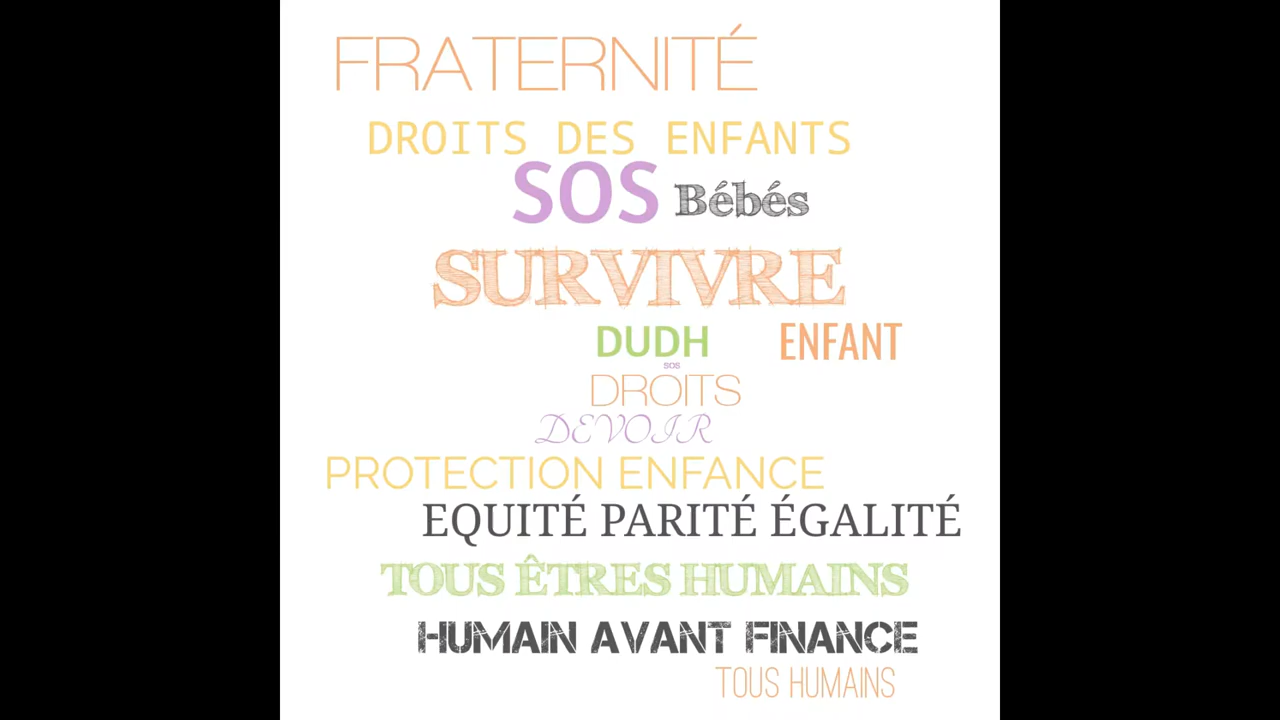 FRATERNITÉ
DROITS DES ENFANTS
SOS Bébés
SURVIVRE
DUDH ENFANT
SOS
DROITS
DEVOIR
PROTECTION ENFANCE
EQUITÉ PARITÉ ÉGALITÉ
TOUS ÊTRES HUMAINS
HUMAIN AVANT FINANCE
TOUS HUMAINS